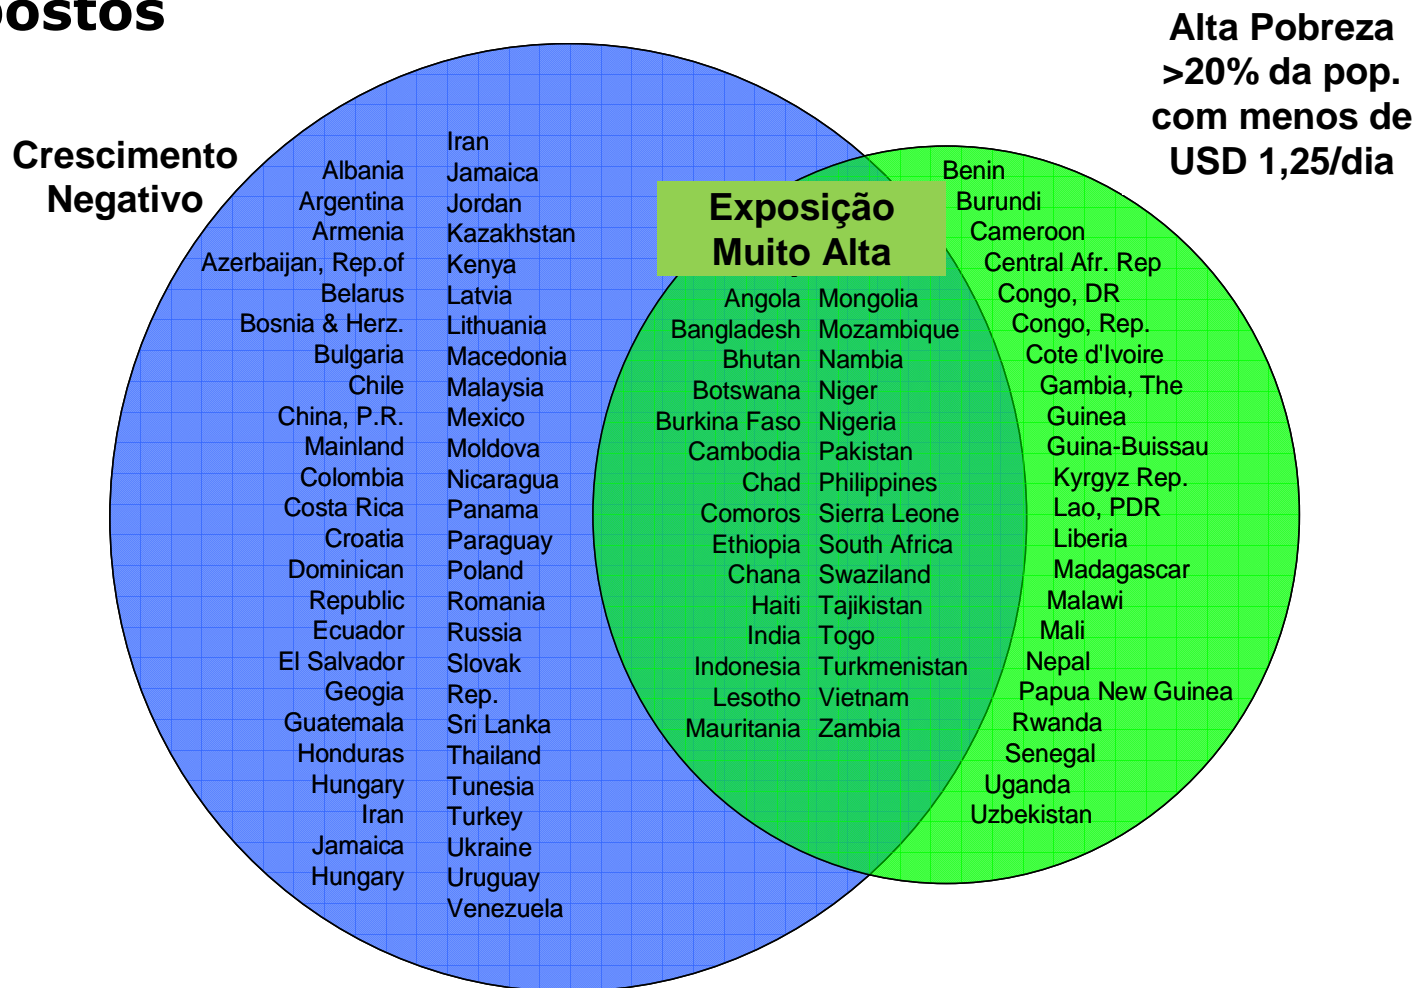 postos
Alta Pobreza
>20% da pop.
com menos de
USD 1,25/dia
Crescimento
Negativo
Albania
Argentina
Armenia
Azerbaijan, Rep.of
Belarus
Bosnia & Herz.
Bulgaria
Chile
China, P.R.
Mainland
Colombia
Costa Rica
Croatia
Dominican
Republic
Ecuador
El Salvador
Geogia
Guatemala
Honduras
Hungary
Iran
Jamaica
Hungary
Iran
Jamaica
Jordan
Kazakhstan
Kenya
Latvia
Lithuania
Macedonia
Malaysia
Mexico
Moldova
Nicaragua
Panama
Paraguay
Poland
Romania
Russia
Slovak
Rep.
Sri Lanka
Thailand
Tunesia
Turkey
Ukraine
Uruguay
Venezuela
Exposição
Muito Alta
Angola
Bangladesh
Bhutan
Botswana
Burkina Faso
Cambodia
Chad
Comoros
Ethiopia
Chana
Haiti
India
Indonesia
Lesotho
Mauritania
Mongolia
Mozambique
Nambia
Niger
Nigeria
Pakistan
Philippines
Sierra Leone
South Africa
Swaziland
Tajikistan
Togo
Turkmenistan
Vietnam
Zambia
Benin
Burundi
Cameroon
Central Afr. Rep
Congo, DR
Congo, Rep.
Cote d'Ivoire
Gambia, The
Guinea
Guina-Buissau
Kyrgyz Rep.
Lao, PDR
Liberia
Madagascar
Malawi
Mali
Nepal
Papua New Guinea
Rwanda
Senegal
Uganda
Uzbekistan